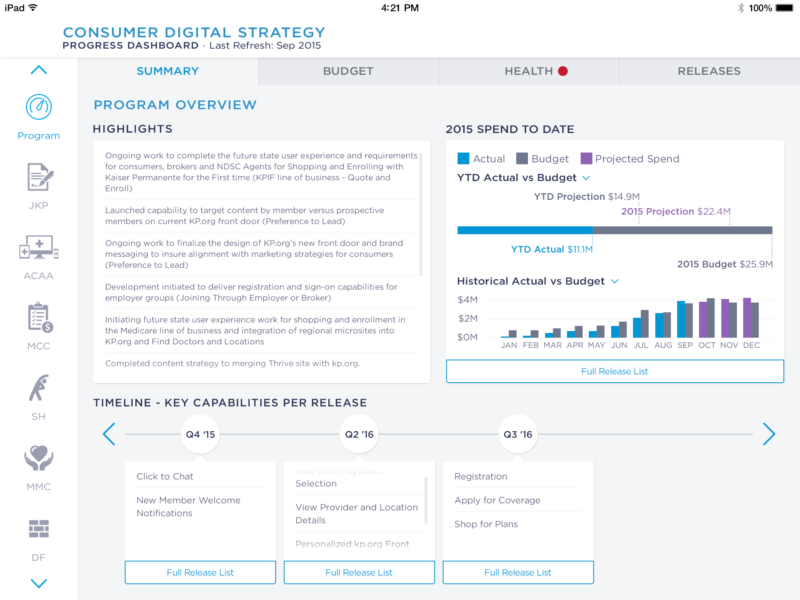 iPad
4:21 PM
100%
CONSUMER DIGITAL STRATEGY
PROGRESS DASHBOARD · Last Refresh: Sep 2015
SUMMARY
BUDGET
HEALTH
RELEASES
Program
JKP
ACAA
MCC
SH
MMC
DF
PROGRAM OVERVIEW
HIGHLIGHTS
Ongoing work to complete the future state user experience and requirements
for consumers, brokers and NDSC Agents for Shopping and Enrolling with
Kaiser Permanente for the First time (KPIF line of business - Quote and
Enroll)
Launched capability to target content by member versus prospective
members on current KP.org front door (Preference to Lead)
Ongoing work to finalize the design of KP.org's new front door and brand
messaging to insure alignment with marketing strategies for consumers
(Preference to Lead)
Development initiated to deliver registration and sign-on capabilities for
employer groups (Joining Through Employer or Broker)
Initiating future state user experience work for shopping and enrollment in
the Medicare line of business and integration of regional microsites into
KP.org and Find Doctors and Locations
Completed content strategy to merging Thrive site with kp.org.
2015 SPEND TO DATE
Actual
Budget
Projected Spend
YTD Actual vs Budget
YTD Projection $14.9M
2015 Projection $22.4M
YTD Actual $11.1M
2015 Budget $25.9M
Historical Actual vs Budget
$4M
$2M
$0M
JAN FEB MAR APR MAY JUN JUL AUG SEP OCT NOV DEC
Full Release List
TIMELINE - KEY CAPABILITIES PER RELEASE
Q4 '15
Q2 '16
Q3 '16
Click to Chat
New Member Welcome
Notifications
Full Release List
Selection
View Provider and Location
Details
Personalized kp.org Front
Full Release List
Registration
Apply for Coverage
Shop for Plans
Full Release List